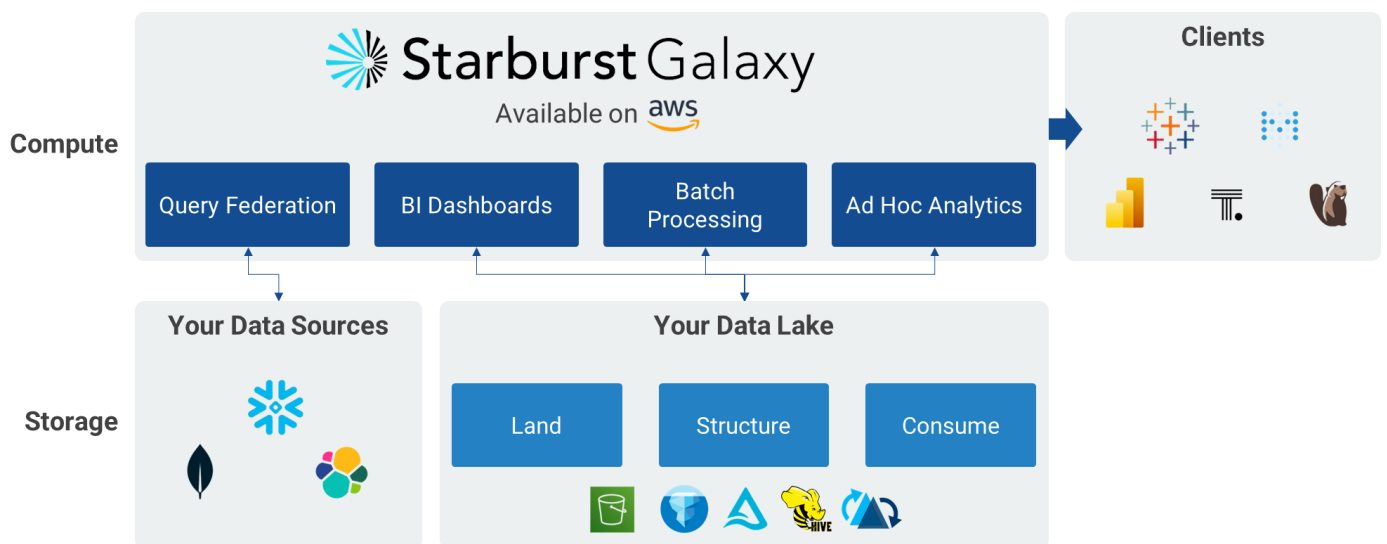 Starburst Galaxy
Available on aws
Clients
Compute
Query Federation
BI Dashboards
Batch
Processing
Ad Hoc Analytics
Your Data Sources
Your Data Lake
Storage
Land
Structure
Consume
HIVE